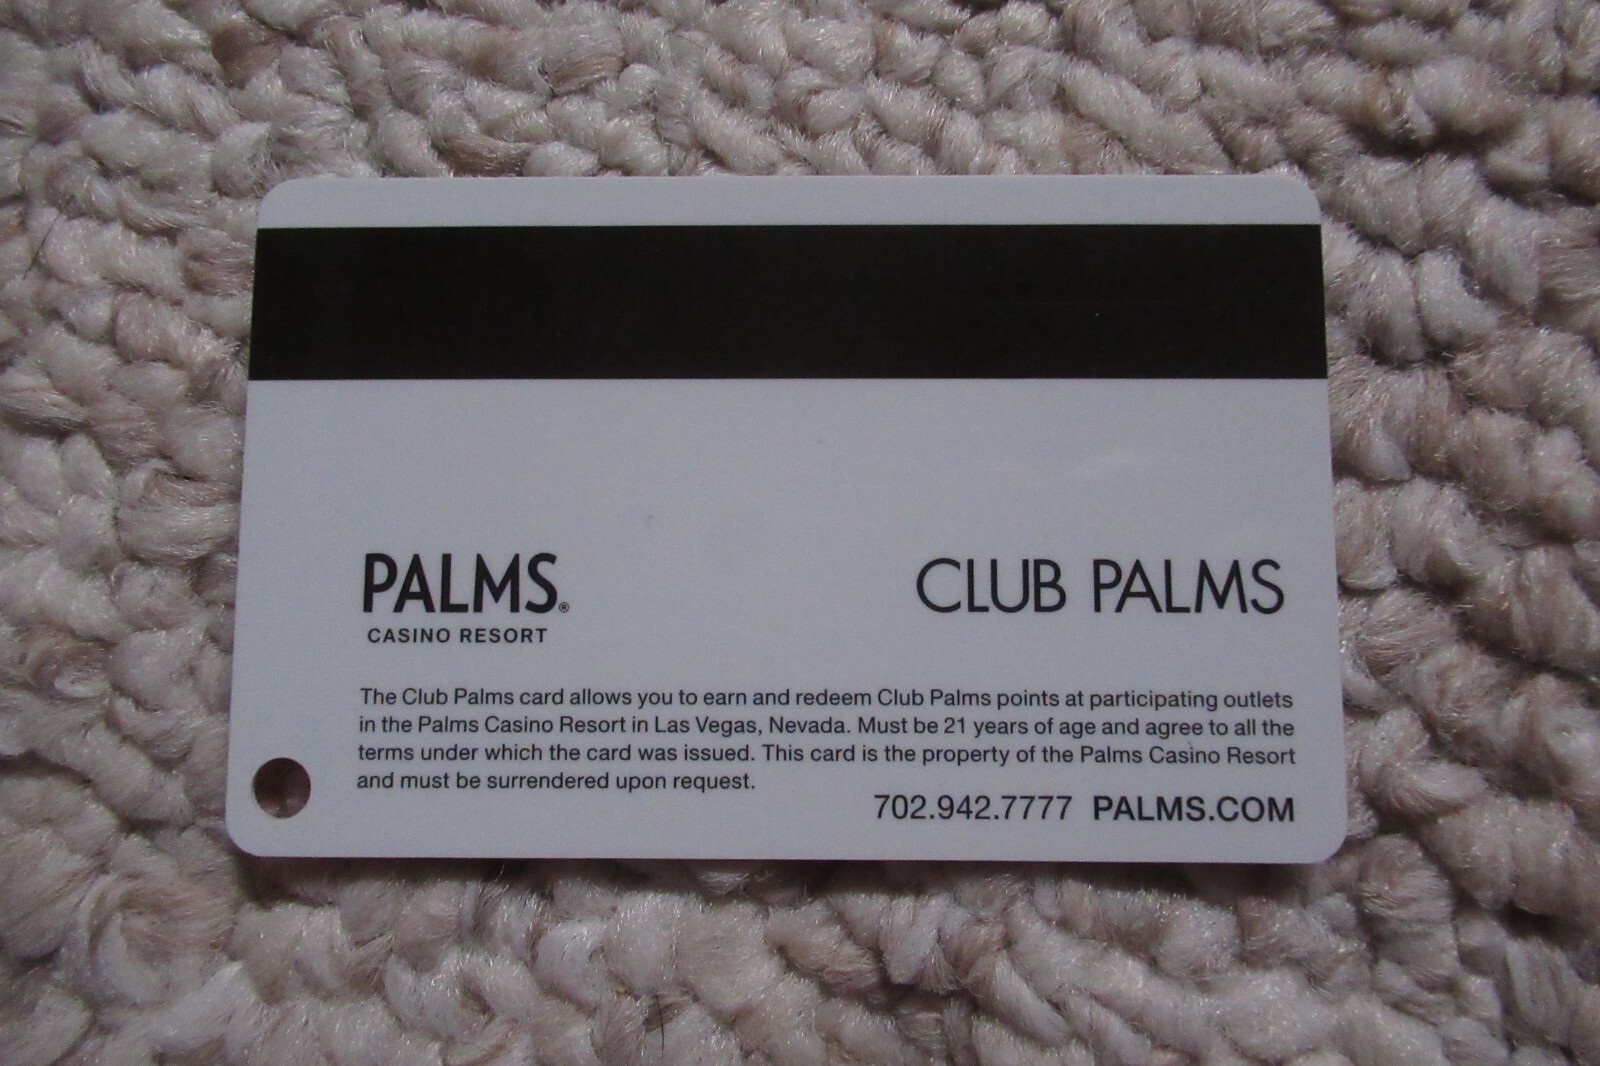 PALMS®
CASINO RESORT
CLUB PALMS
The Club Palms card allows you to earn and redeem Club Palms points at participating outlets
in the Palms Casino Resort in Las Vegas, Nevada. Must be 21 years of age and agree to all the
terms under which the card was issued. This card is the property of the Palms Casino Resort
and must be surrendered upon request.
702.942.7777 PALMS.COM